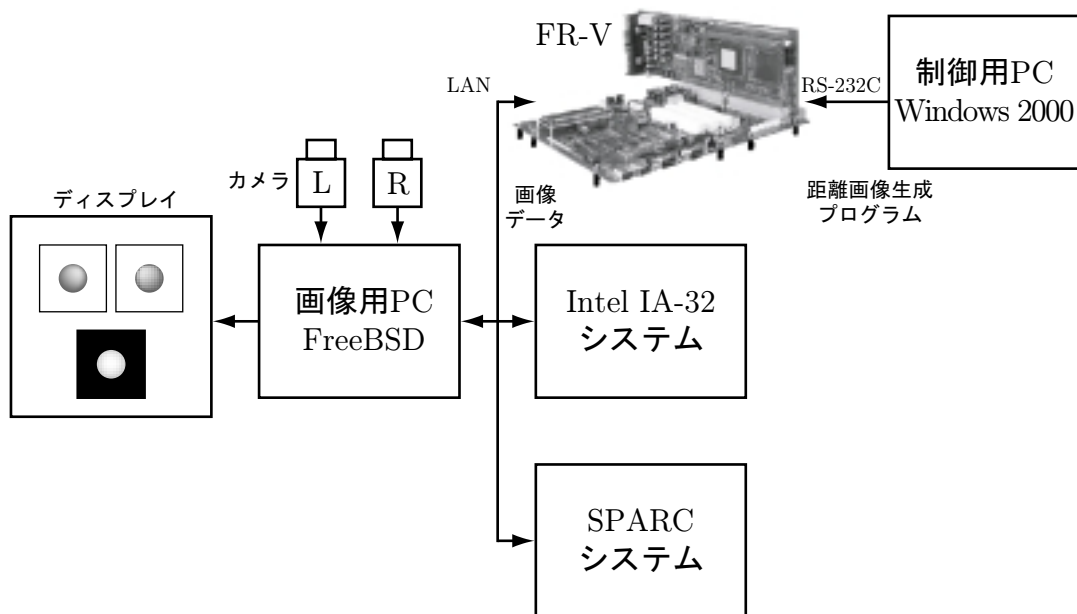 FR-V
LAN
RS-232C
制御用PC
Windows 2000
カメラ
L
R
画像
データ
距離画像生成
プログラム
ディスプレイ
画像用PC
FreeBSD
Intel IA-32
システム
SPARC
システム